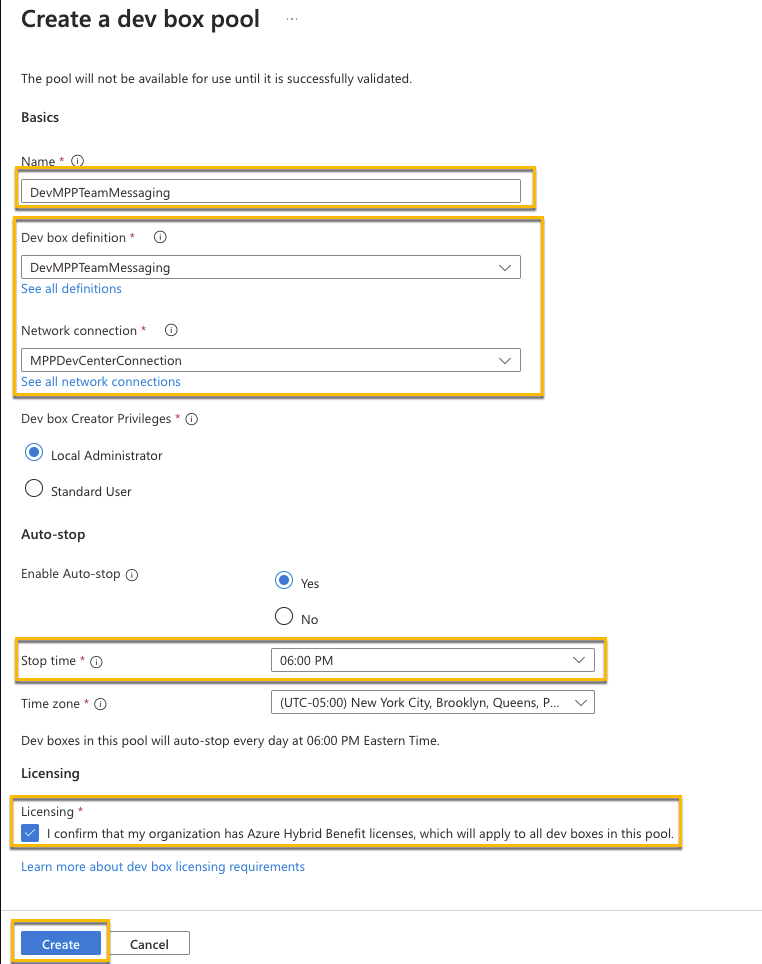 Create a dev box pool ...
The pool will not be available for use until it is successfully validated.
Basics
Name *
DevMPPTeamMessaging
Dev box definition *
DevMPPTeamMessaging
See all definitions
Network connection *
MPPDevCenterConnection
See all network connections
Dev box Creator Privileges *
Local Administrator
Standard User
Auto-stop
Enable Auto-stop
Yes
No
Stop time *
06:00 PM
Time zone *
(UTC-05:00) New York City, Brooklyn, Queens, P...
Dev boxes in this pool will auto-stop every day at 06:00 PM Eastern Time.
Licensing
Licensing *
I confirm that my organization has Azure Hybrid Benefit licenses, which will apply to all dev boxes in this pool.
Learn more about dev box licensing requirements
Create Cancel